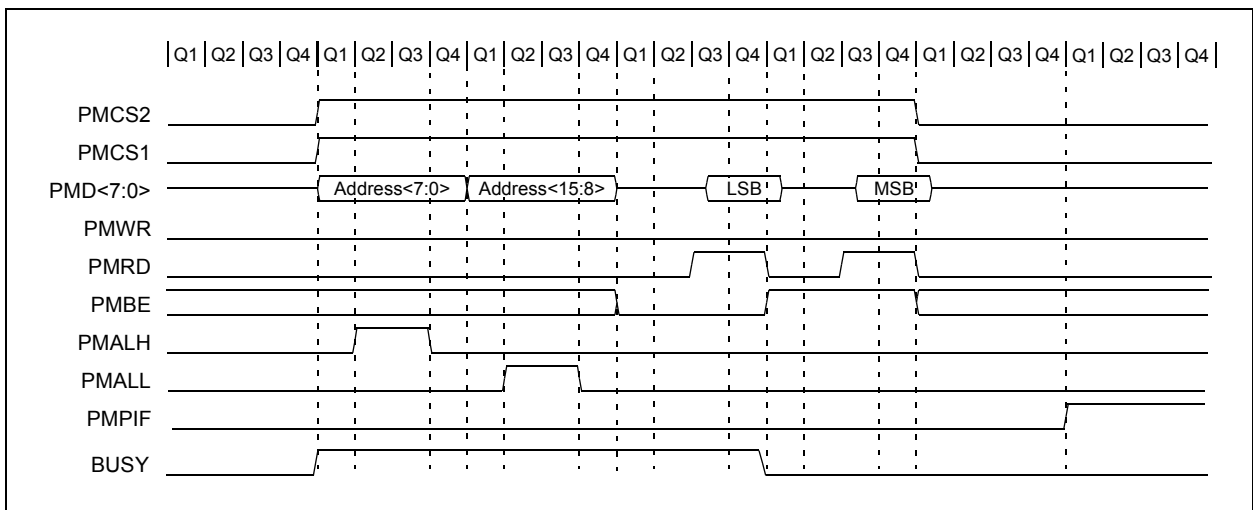 Q1 Q2 Q3 Q4 Q1 Q2 Q3 Q4 Q1 Q2 Q3 Q4 Q1 Q2 Q3 Q4 Q1 Q2 Q3 Q4 Q1 Q2 Q3 Q4 Q1 Q2 Q3 Q4
PMCS2
PMCS1
PMD<7:0> Address<7:0> Address<15:8> LSB MSB
PMWR
PMRD
PMBE
PMALH
PMALL
PMPIF
BUSY